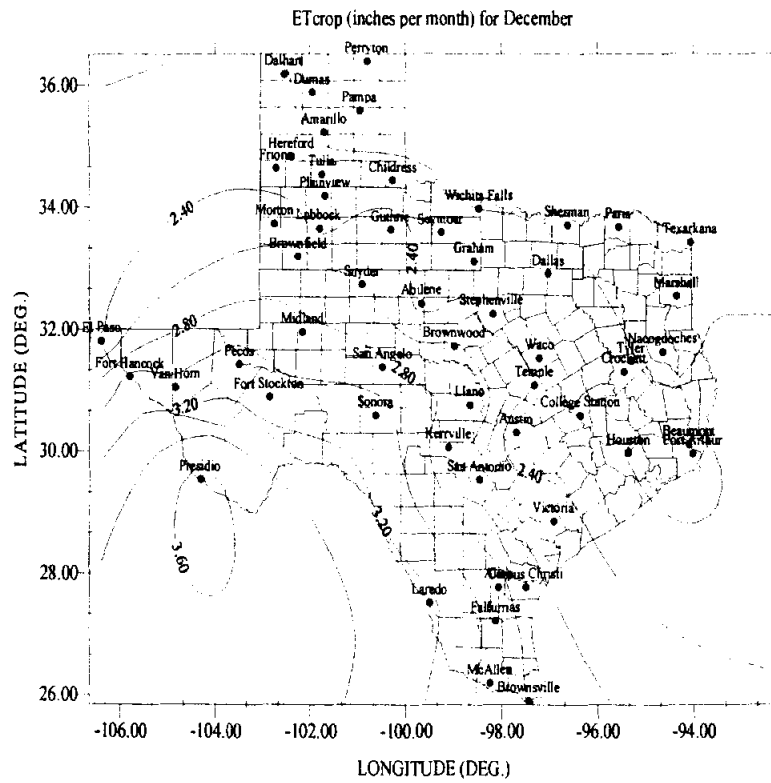 ETcrop (inches per month) for December
Perryton
Dalhart
Dumas
36.00
Pampa
Amarillo
Hereford
Friona
Tulia
Childress
Plainview
Wichita Falls
34.00
2.40
Morton
Lubbock
Guthrie
Seymour
Sherman
Paris
Texarkana
Brownfield
2.40
Graham
Dallas
Snyder
Marshall
Abilene
Stephenville
32.00
El Paso
2.80
Midland
Brownwood
Waco
Nacogdoches
Tyler
Crockett
Fort Hancock
Van Horn
Pecos
San Angelo
2.80
Temple
Fort Stockton
Llano
College Station
3.20
Sonora
Austin
30.00
Kerrville
Houston
Beaumont
Port Arthur
Presidio
San Antonio
2.40
3.20
Victoria
3.60
28.00
Corpus Christi
Laredo
Falfurrias
26.00
McAllen
Brownsville
-106.00
-104.00
-102.00
-100.00
-98.00
-96.00
-94.00
LATITUDE (DEG.)
LONGITUDE (DEG.)